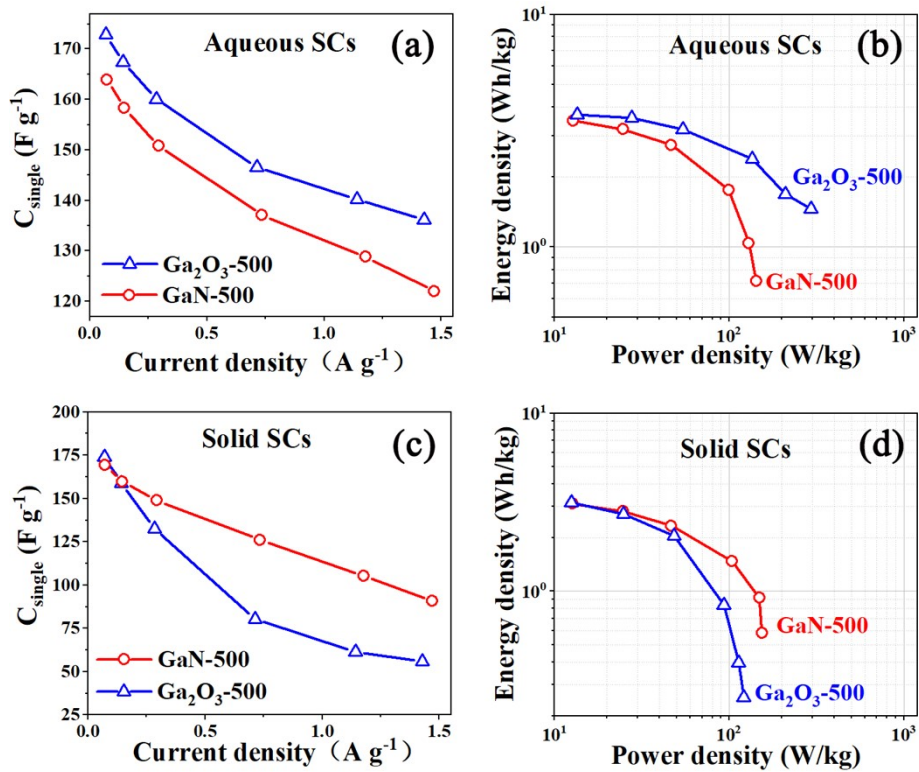 (a)
Aqueous SCs
C_single (F g⁻¹)
170
160
150
140
130
120
Ga₂O₃-500
GaN-500
0.0 0.5 1.0 1.5
Current density（A g⁻¹）
(b)
Aqueous SCs
Energy density (Wh/kg)
10¹
10⁰
Ga₂O₃-500
GaN-500
10¹ 10² 10³
Power density (W/kg)
(c)
Solid SCs
C_single (F g⁻¹)
200
175
150
125
100
75
50
25
GaN-500
Ga₂O₃-500
0.0 0.5 1.0 1.5
Current density（A g⁻¹）
(d)
Solid SCs
Energy density (Wh/kg)
10¹
10⁰
GaN-500
Ga₂O₃-500
10¹ 10² 10³
Power density (W/kg)